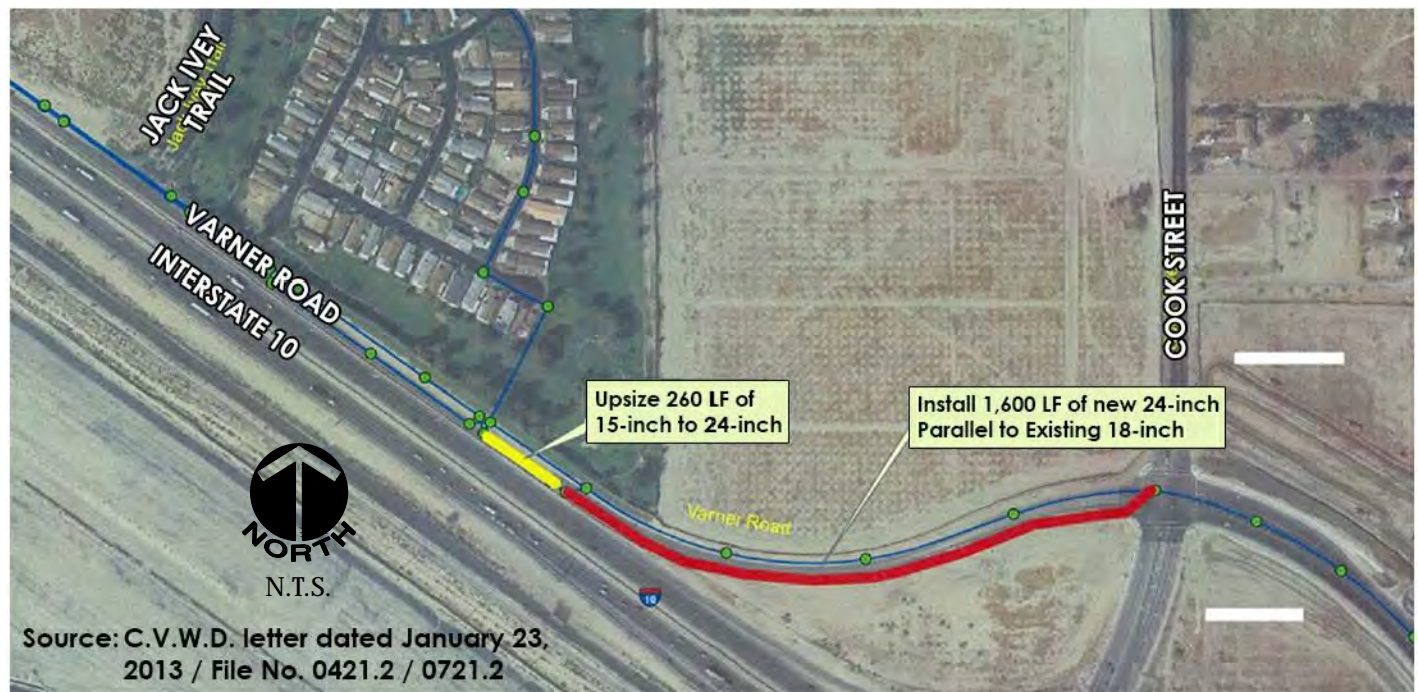 JACK IVEY
TRAIL
Jack Ivey Trail
VARNER ROAD
INTERSTATE 10
COOK STREET
Upsize 260 LF of
15-inch to 24-inch
Install 1,600 LF of new 24-inch
Parallel to Existing 18-inch
Varner Road
10
NORTH
N.T.S.
Source: C.V.W.D. letter dated January 23,
2013 / File No. 0421.2 / 0721.2